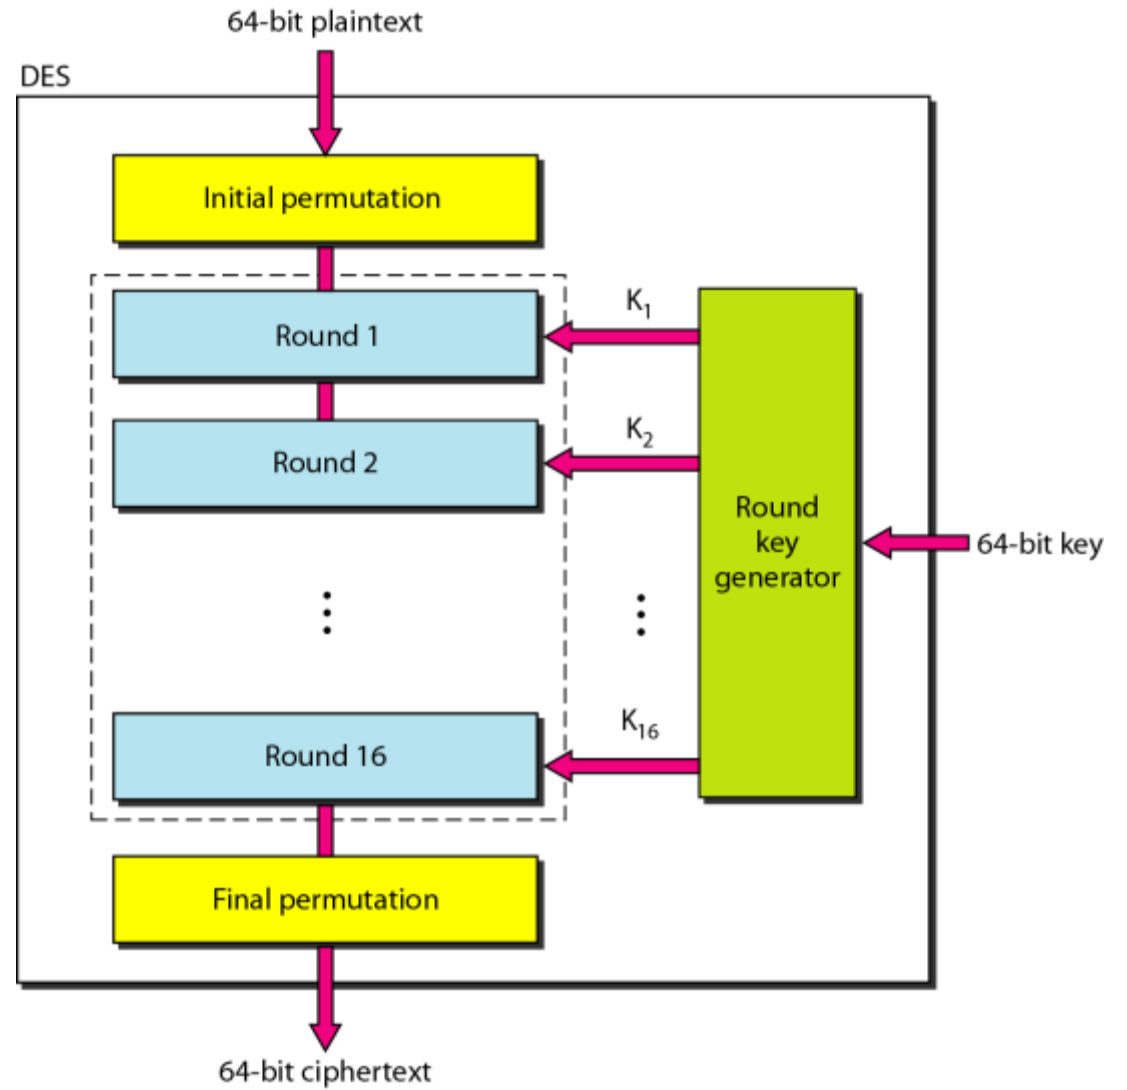 64-bit plaintext
DES
Initial permutation
Round 1
K₁
Round 2
K₂
Round
key
generator
64-bit key
Round 16
K₁₆
Final permutation
64-bit ciphertext